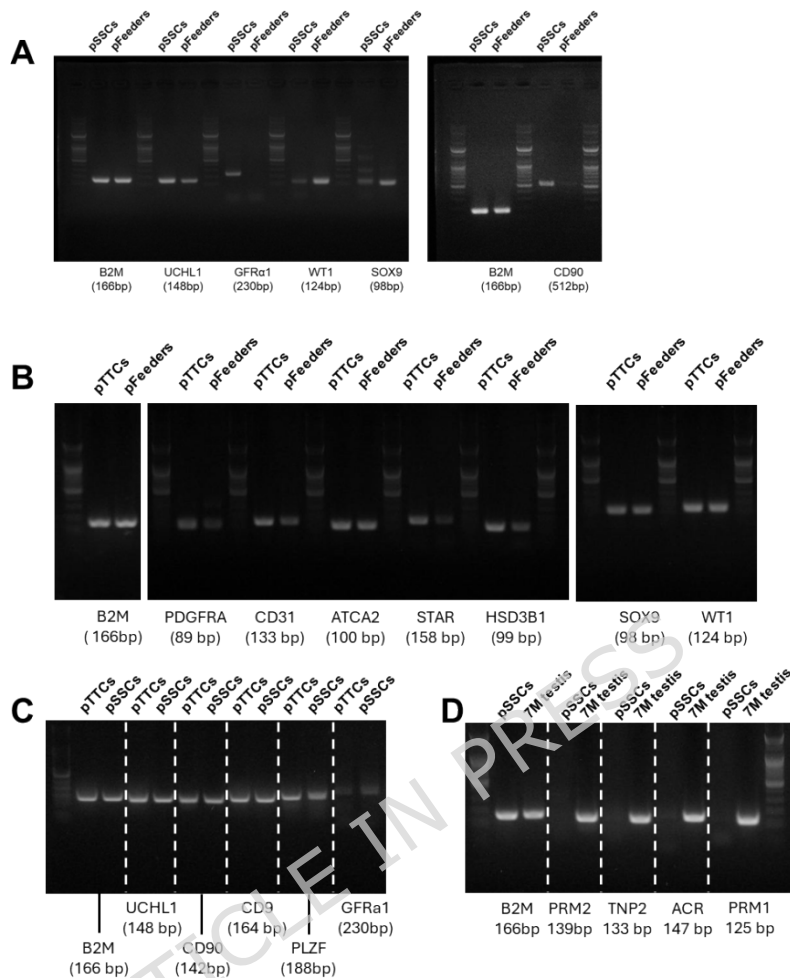 A
pSSCs pFeeders pSSCs pFeeders pSSCs pFeeders pSSCs pFeeders pSSCs pFeeders
pSSCs pFeeders pSSCs pFeeders
B2M UCHL1 GFRα1 WT1 SOX9
(166bp) (148bp) (230bp) (124bp) (98bp)
B2M CD90
(166bp) (512bp)
B
pTTCs pFeeders pTTCs pFeeders pTTCs pFeeders pTTCs pFeeders pTTCs pFeeders pTTCs pFeeders pTTCs pFeeders pTTCs pFeeders
B2M PDGFRA CD31 ATCA2 STAR HSD3B1 SOX9 WT1
( 166bp) (89 bp) (133 bp) (100 bp) (158 bp) (99 bp) (98 bp) (124 bp)
C
pTTCs pSSCs pTTCs pSSCs pTTCs pSSCs pTTCs pSSCs pTTCs pSSCs pTTCs pSSCs
UCHL1 CD9 GFRa1
(148 bp) (164 bp) (230bp)
B2M CD90 PLZF
(166 bp) (142bp) (188bp)
D
pSSCs 7M testis pSSCs 7M testis pSSCs 7M testis pSSCs 7M testis pSSCs 7M testis
B2M PRM2 TNP2 ACR PRM1
166bp 139bp 133 bp 147 bp 125 bp
TICLE IN PRESS